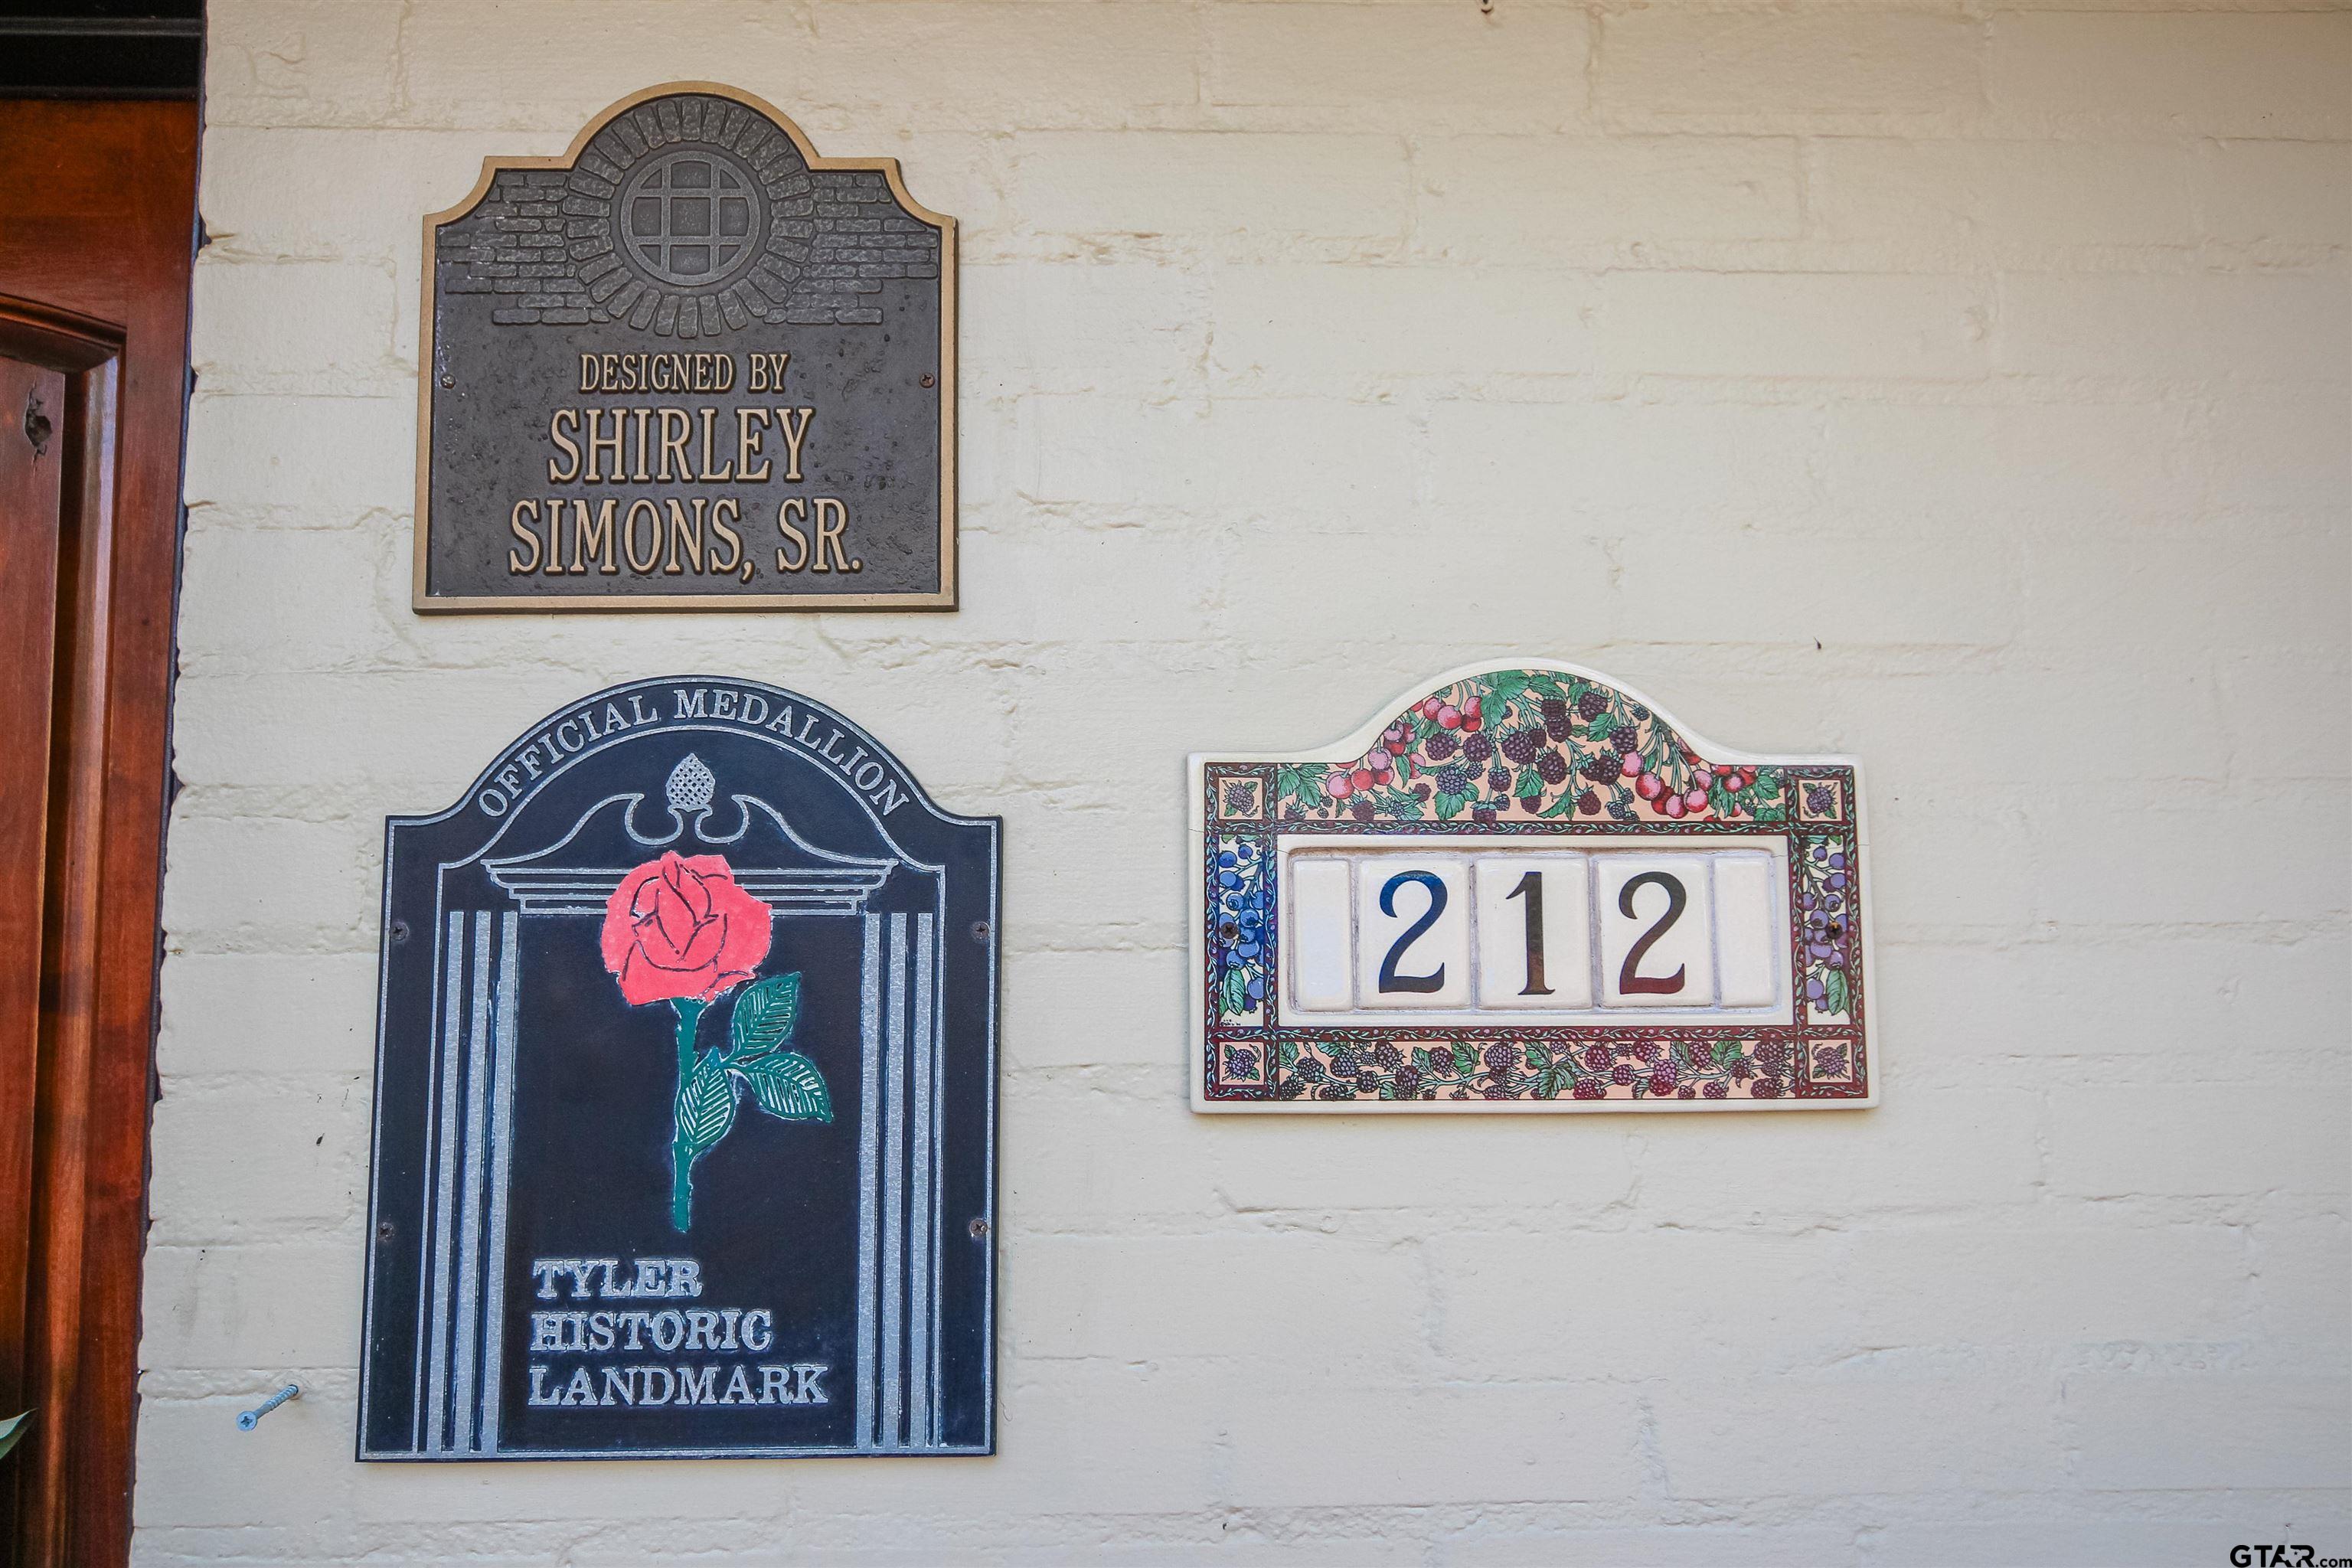 DESIGNED BY
SHIRLEY
SIMONS, SR.
OFFICIAL MEDALLION
TYLER
HISTORIC
LANDMARK
212
GTAR.com